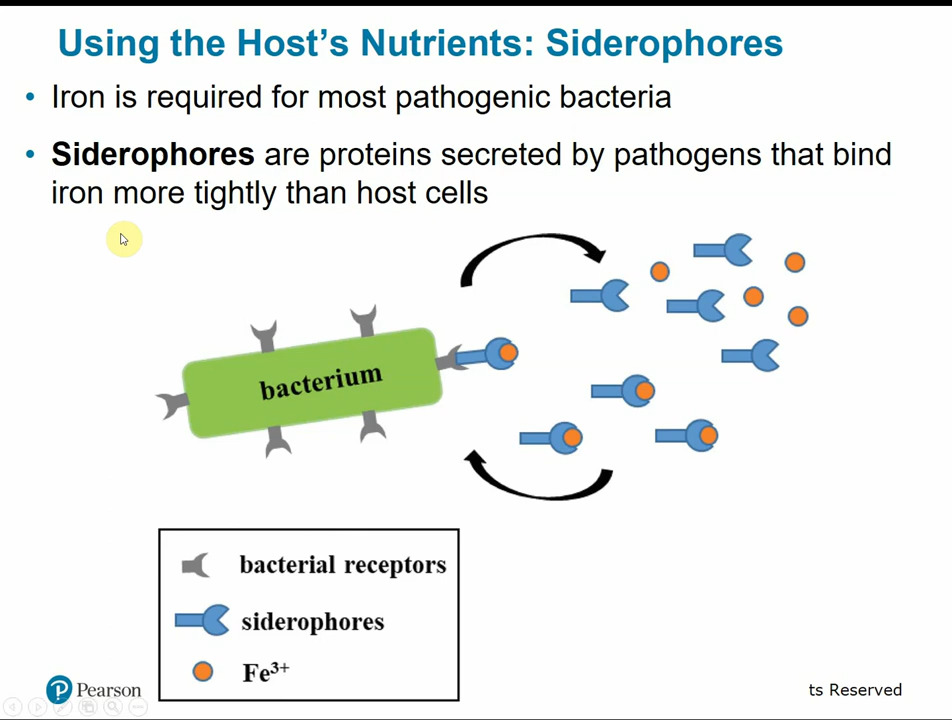 Using the Host's Nutrients: Siderophores
• Iron is required for most pathogenic bacteria
• Siderophores are proteins secreted by pathogens that bind
iron more tightly than host cells
bacterium
bacterial receptors
siderophores
Fe³⁺
Pearson
ts Reserved